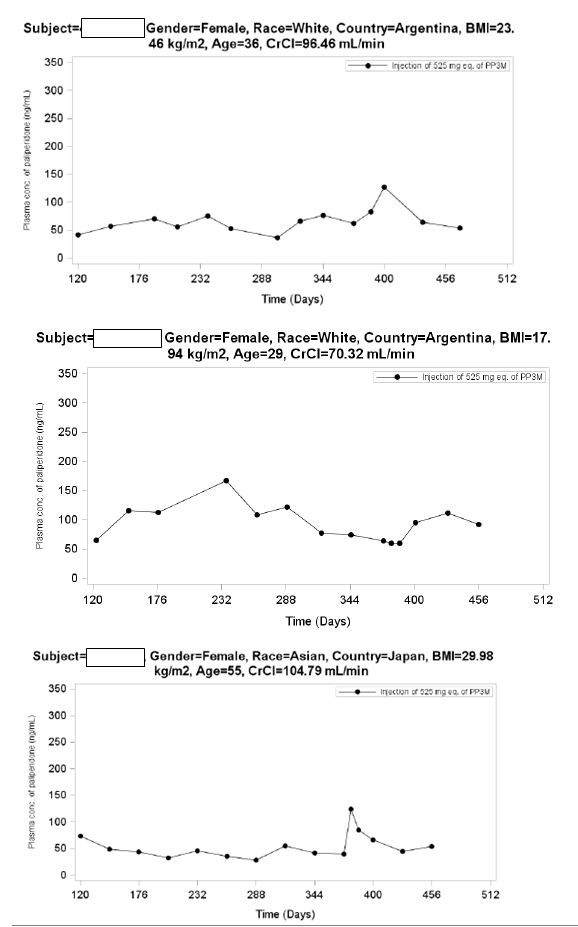 Subject= Gender=Female, Race=White, Country=Argentina, BMI=23.
46 kg/m2, Age=36, CrCl=96.46 mL/min
Injection of 525 mg eq. of PP3M
Plasma conc. of paliperidone (ng/mL)
350
300
250
200
150
100
50
0
120 176 232 288 344 400 456 512
Time (Days)
Subject= Gender=Female, Race=White, Country=Argentina, BMI=17.
94 kg/m2, Age=29, CrCl=70.32 mL/min
Injection of 525 mg eq. of PP3M
Plasma conc. of paliperidone (ng/mL)
350
300
250
200
150
100
50
0
120 176 232 288 344 400 456 512
Time (Days)
Subject= Gender=Female, Race=Asian, Country=Japan, BMI=29.98
kg/m2, Age=55, CrCl=104.79 mL/min
Injection of 525 mg eq. of PP3M
Plasma conc. of paliperidone (ng/mL)
350
300
250
200
150
100
50
0
120 176 232 288 344 400 456 512
Time (Days)